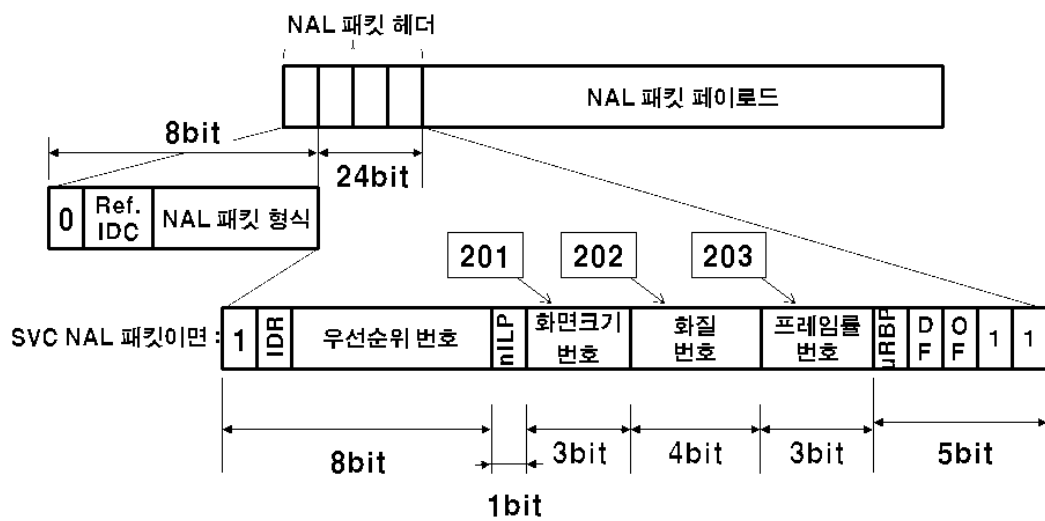 NAL 패킷 헤더
NAL 패킷 페이로드
8bit
24bit
0
Ref. IDC
NAL 패킷 형식
201
202
203
SVC NAL 패킷이면 :
1
IDR
우선순위 번호
nILP
화면크기 번호
화질 번호
프레임률 번호
uRBP
DF
OF
1
1
8bit
1bit
3bit
4bit
3bit
5bit